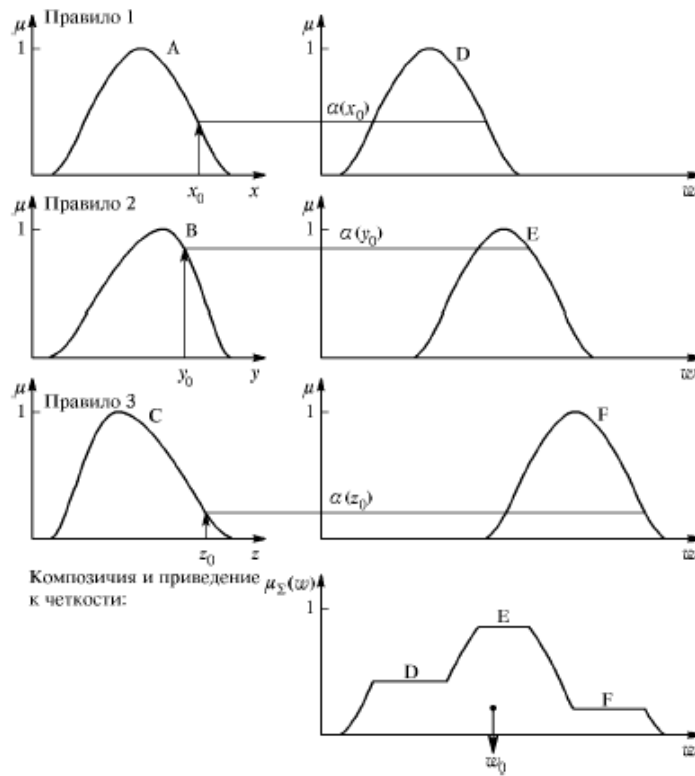 μ Правило 1 μ
1 A 1 D
α(x₀)
x₀ x w
μ Правило 2 μ
1 B 1 E
α(y₀)
y₀ y w
μ Правило 3 μ
1 C 1 F
α(z₀)
z₀ z w
Композичия и приведение μ_Σ(w)
к четкости:
1
E
D
F
w₀ w